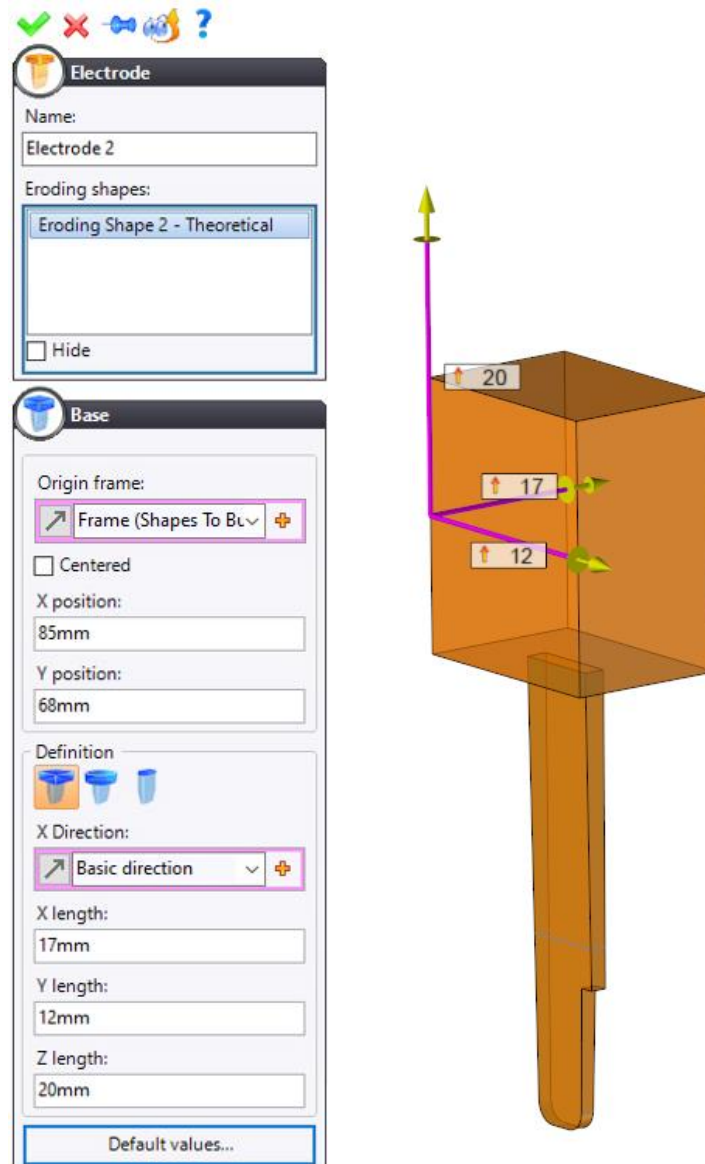 ?
Electrode
Name:
Electrode 2
Eroding shapes:
Eroding Shape 2 - Theoretical
Hide
Base
Origin frame:
Frame (Shapes To Bu
Centered
X position:
85mm
Y position:
68mm
Definition
X Direction:
Basic direction
X length:
17mm
Y length:
12mm
Z length:
20mm
Default values...
20
17
12